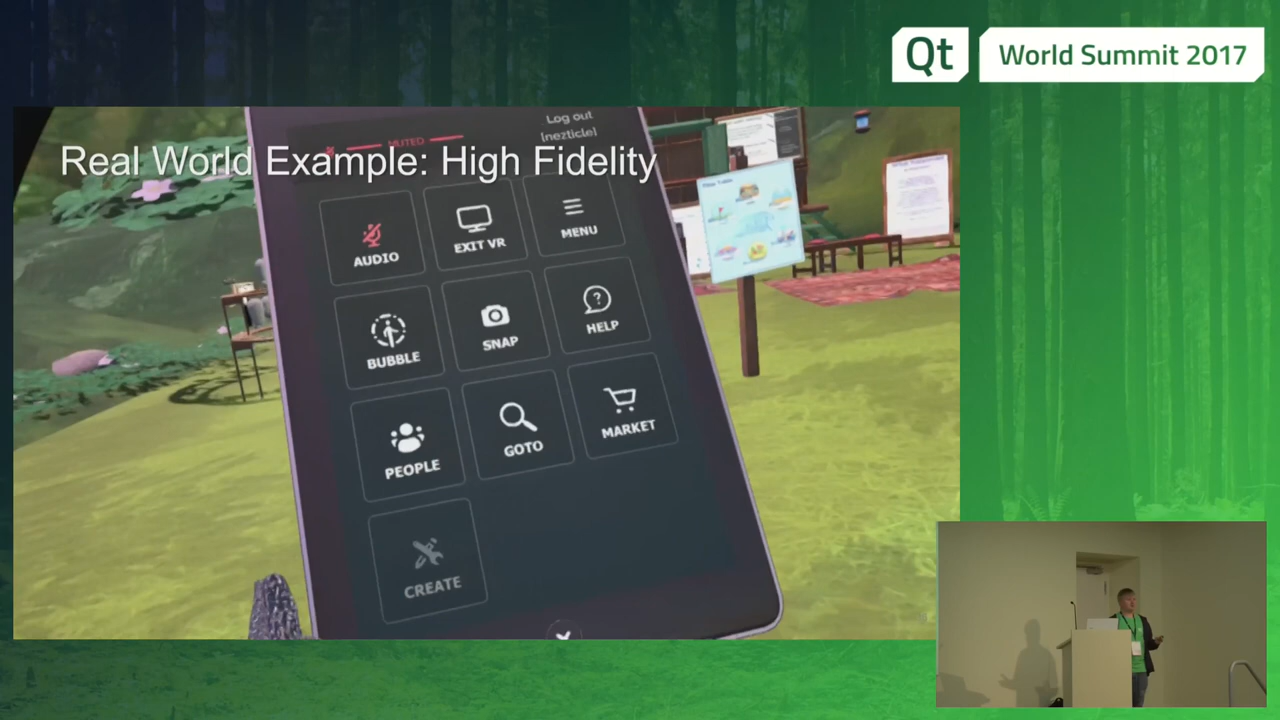 Qt
World Summit 2017
Log out
[nezticle]
MUTED
Real World Example: High Fidelity
AUDIO
EXIT VR
MENU
BUBBLE
SNAP
HELP
PEOPLE
GOTO
MARKET
CREATE